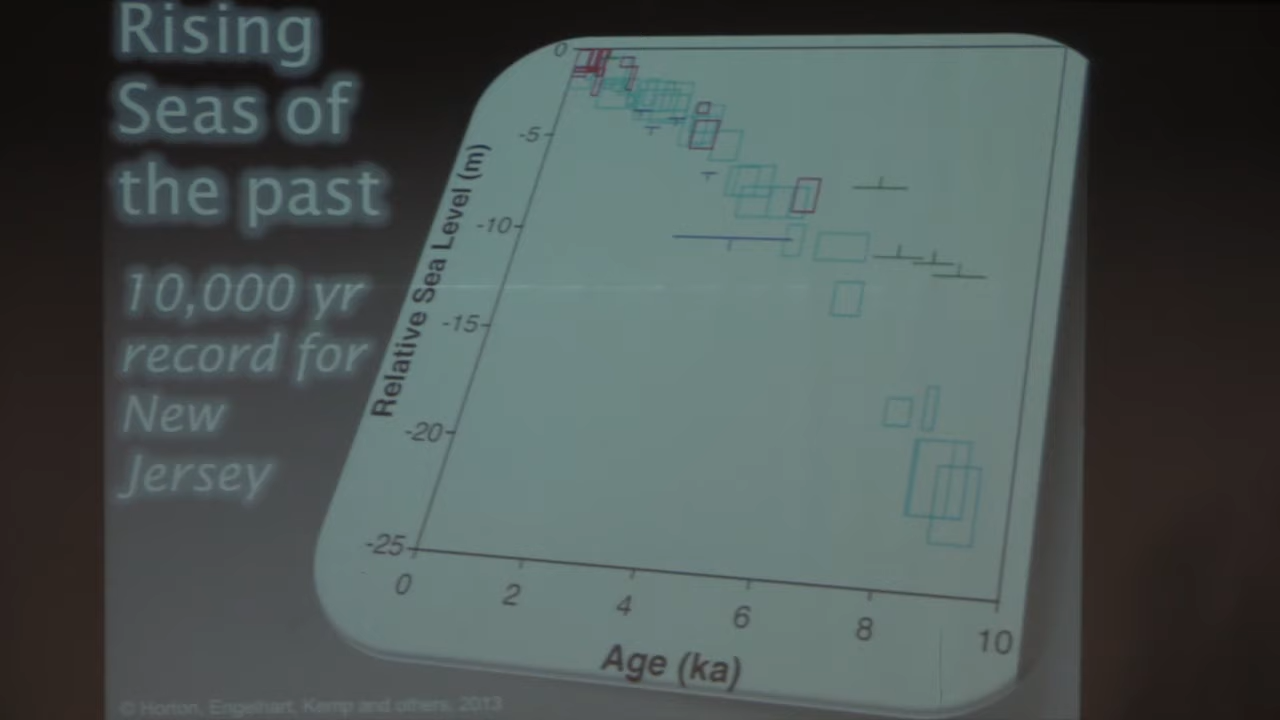 Rising
Seas of
the past
10,000 yr
record for
New
Jersey
Relative Sea Level (m)
0
-5
-10
-15
-20
-25
0 2 4 6 8 10
Age (ka)
© Horton, Engelhart, Kemp and others, 2013